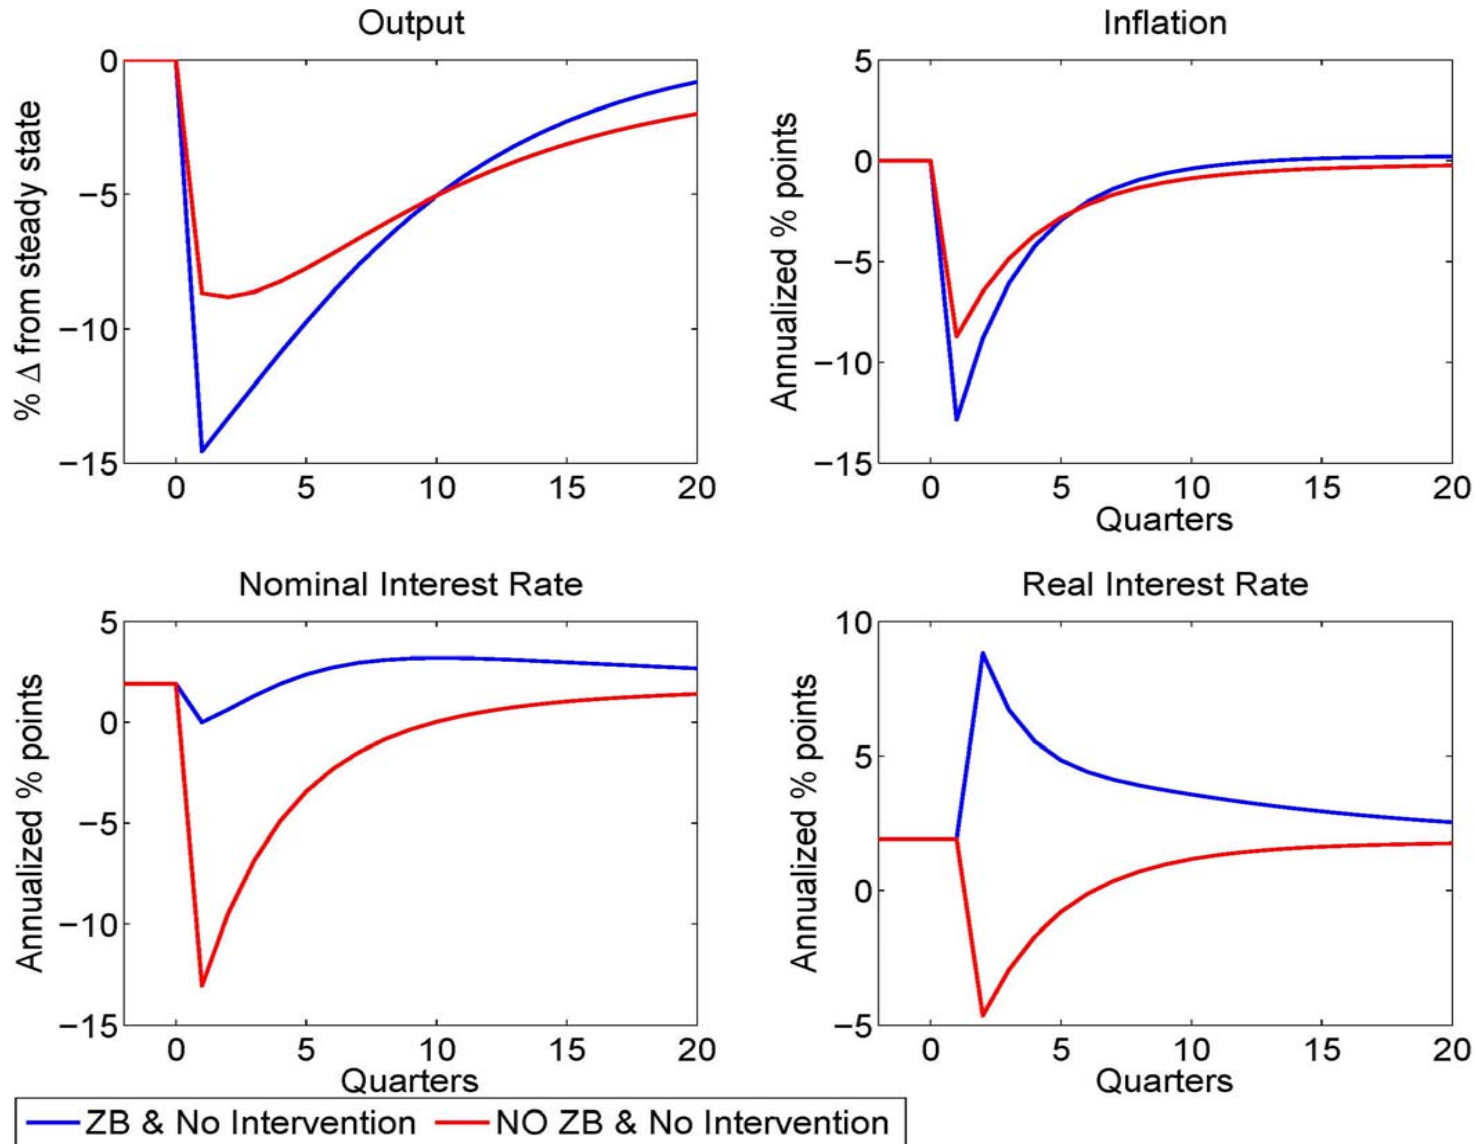 Output
% Δ from steady state
0
−5
−10
−15
0 5 10 15 20
Inflation
Annualized % points
5
0
−5
−10
−15
0 5 10 15 20
Quarters
Nominal Interest Rate
Annualized % points
5
0
−5
−10
−15
0 5 10 15 20
Quarters
Real Interest Rate
Annualized % points
10
5
0
−5
0 5 10 15 20
Quarters
ZB & No Intervention NO ZB & No Intervention